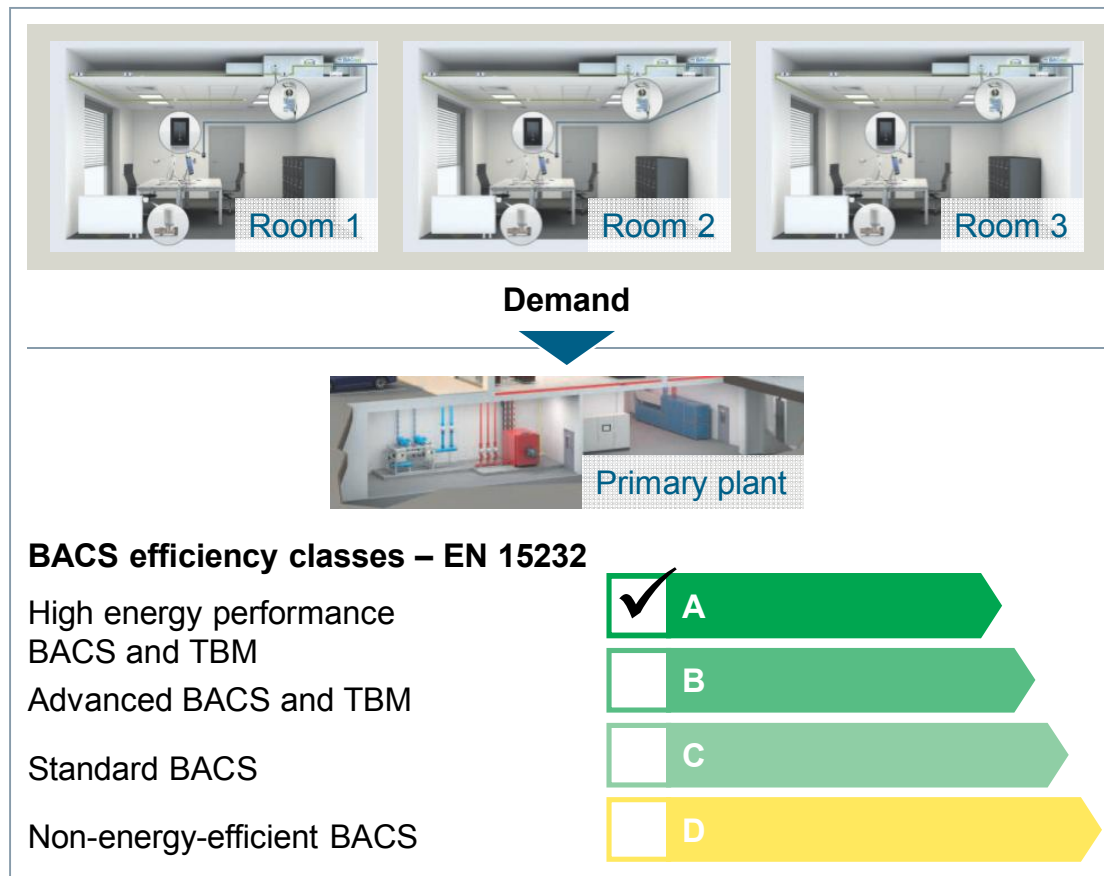 Room 1
Room 2
Room 3
Demand
Primary plant
BACS efficiency classes – EN 15232
High energy performance
BACS and TBM
A
Advanced BACS and TBM
B
Standard BACS
C
Non-energy-efficient BACS
D